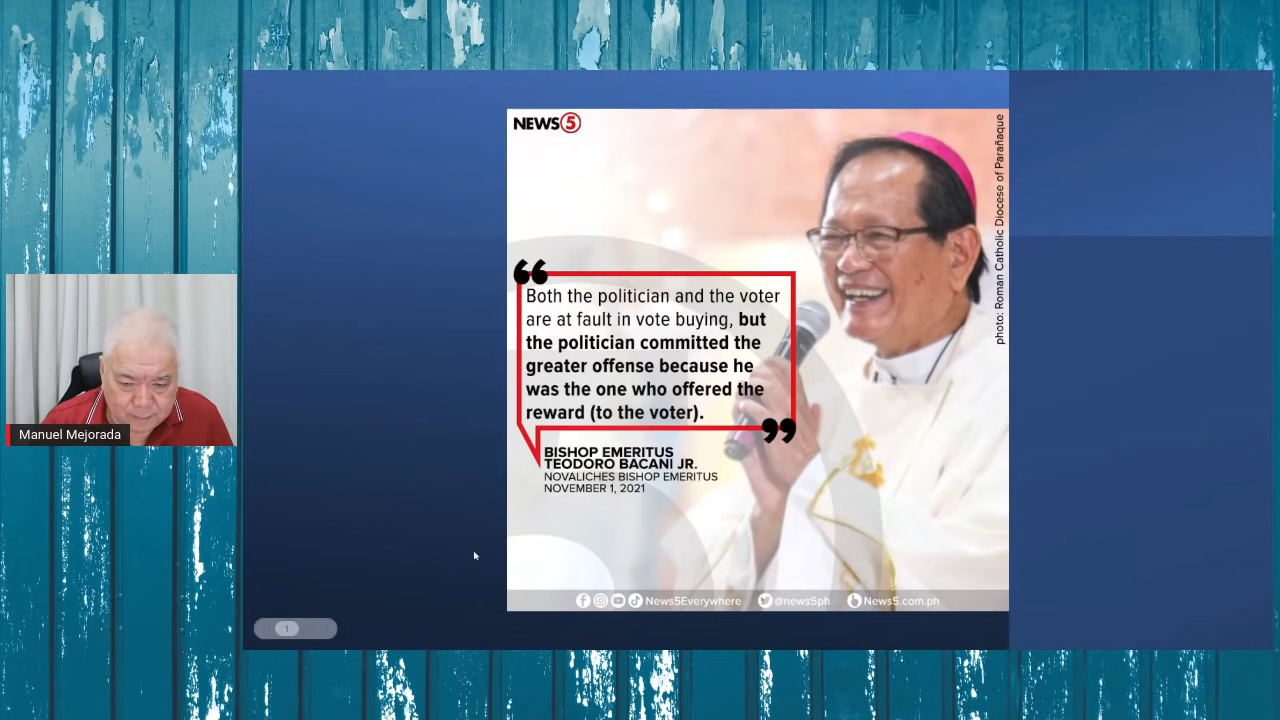 NEWS5
photo: Roman Catholic Diocese of Parañaque
“
Both the politician and the voter
are at fault in vote buying, but
the politician committed the
greater offense because he
was the one who offered the
reward (to the voter).
”
BISHOP EMERITUS
TEODORO BACANI JR.
NOVALICHES BISHOP EMERITUS
NOVEMBER 1, 2021
News5Everywhere @news5ph News5.com.ph
Manuel Mejorada
1